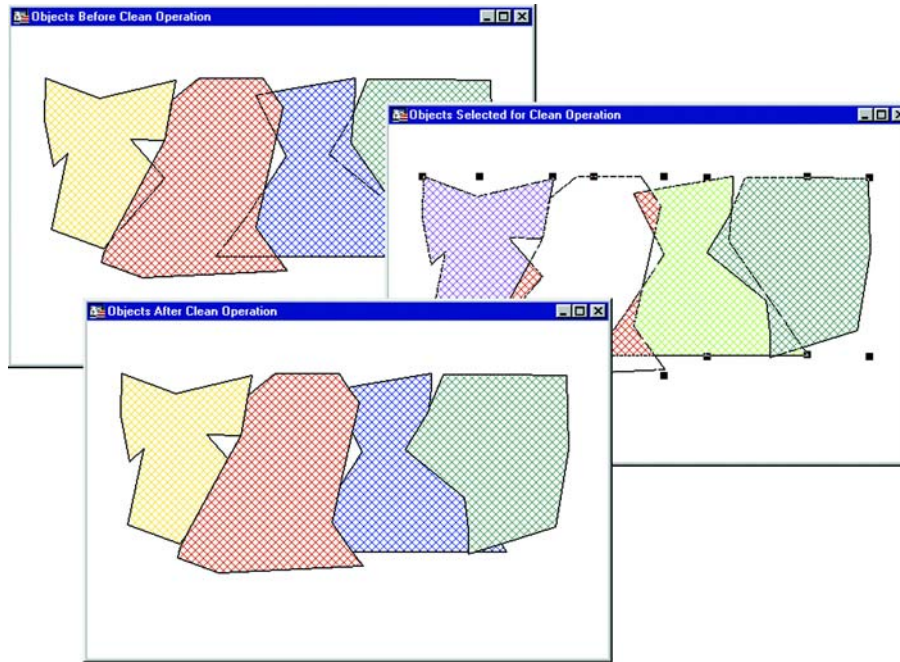 Objects Before Clean Operation
Objects Selected for Clean Operation
Objects After Clean Operation